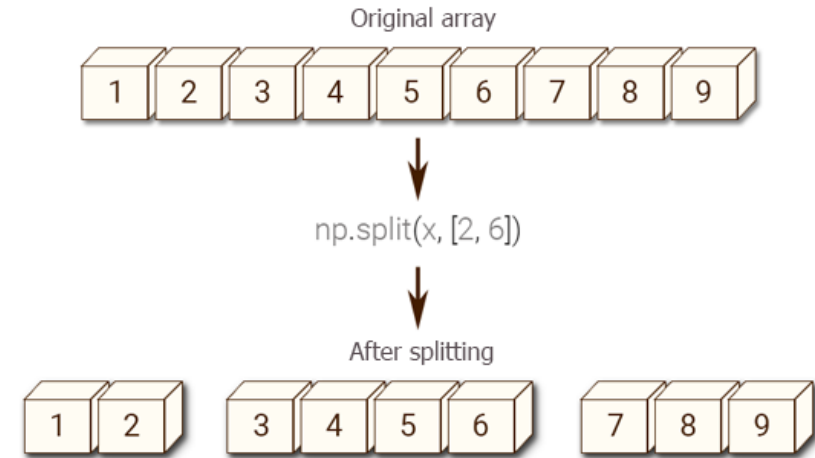 Original array
1 2 3 4 5 6 7 8 9
np.split(x, [2, 6])
After splitting
1 2 3 4 5 6 7 8 9